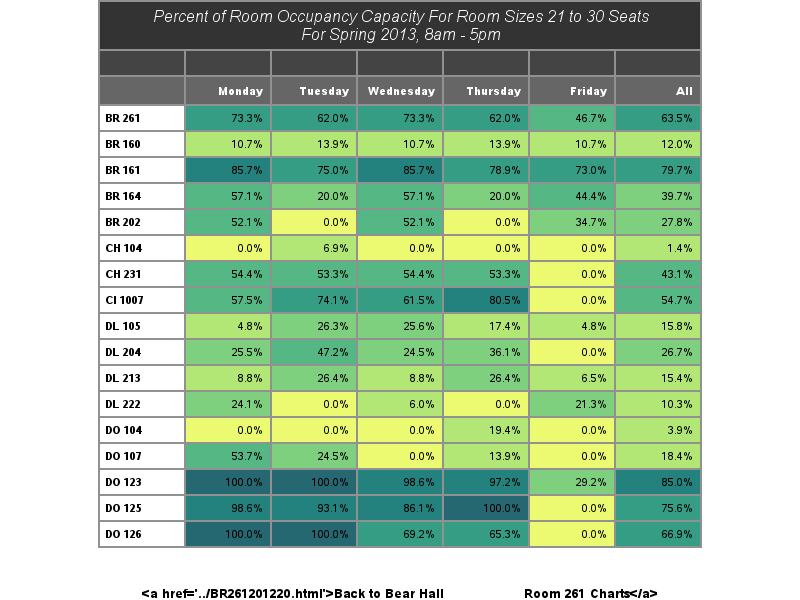 Percent of Room Occupancy Capacity For Room Sizes 21 to 30 Seats
For Spring 2013, 8am - 5pm
Monday Tuesday Wednesday Thursday Friday All
BR 261 73.3% 62.0% 73.3% 62.0% 46.7% 63.5%
BR 160 10.7% 13.9% 10.7% 13.9% 10.7% 12.0%
BR 161 85.7% 75.0% 85.7% 78.9% 73.0% 79.7%
BR 164 57.1% 20.0% 57.1% 20.0% 44.4% 39.7%
BR 202 52.1% 0.0% 52.1% 0.0% 34.7% 27.8%
CH 104 0.0% 6.9% 0.0% 0.0% 0.0% 1.4%
CH 231 54.4% 53.3% 54.4% 53.3% 0.0% 43.1%
CI 1007 57.5% 74.1% 61.5% 80.5% 0.0% 54.7%
DL 105 4.8% 26.3% 25.6% 17.4% 4.8% 15.8%
DL 204 25.5% 47.2% 24.5% 36.1% 0.0% 26.7%
DL 213 8.8% 26.4% 8.8% 26.4% 6.5% 15.4%
DL 222 24.1% 0.0% 6.0% 0.0% 21.3% 10.3%
DO 104 0.0% 0.0% 0.0% 19.4% 0.0% 3.9%
DO 107 53.7% 24.5% 0.0% 13.9% 0.0% 18.4%
DO 123 100.0% 100.0% 98.6% 97.2% 29.2% 85.0%
DO 125 98.6% 93.1% 86.1% 100.0% 0.0% 75.6%
DO 126 100.0% 100.0% 69.2% 65.3% 0.0% 66.9%
<a href='../BR261201220.html'>Back to Bear Hall Room 261 Charts</a>